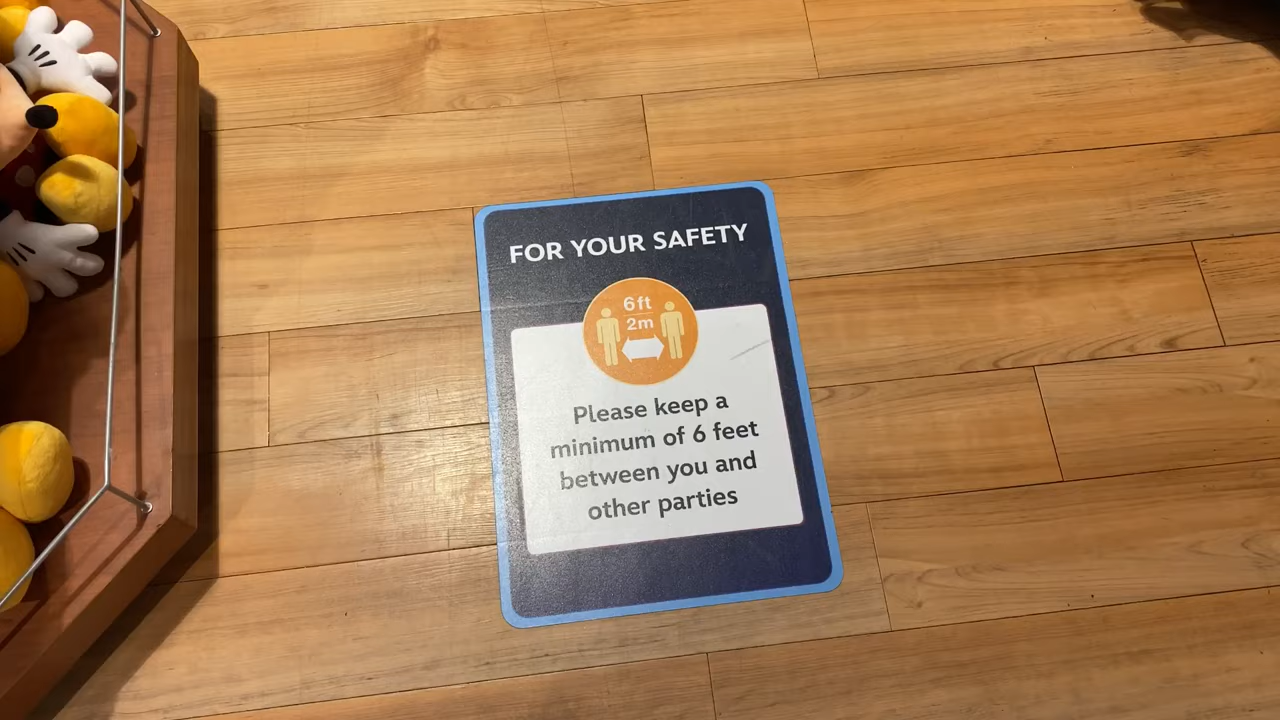 FOR YOUR SAFETY
6ft
2m
Please keep a
minimum of 6 feet
between you and
other parties